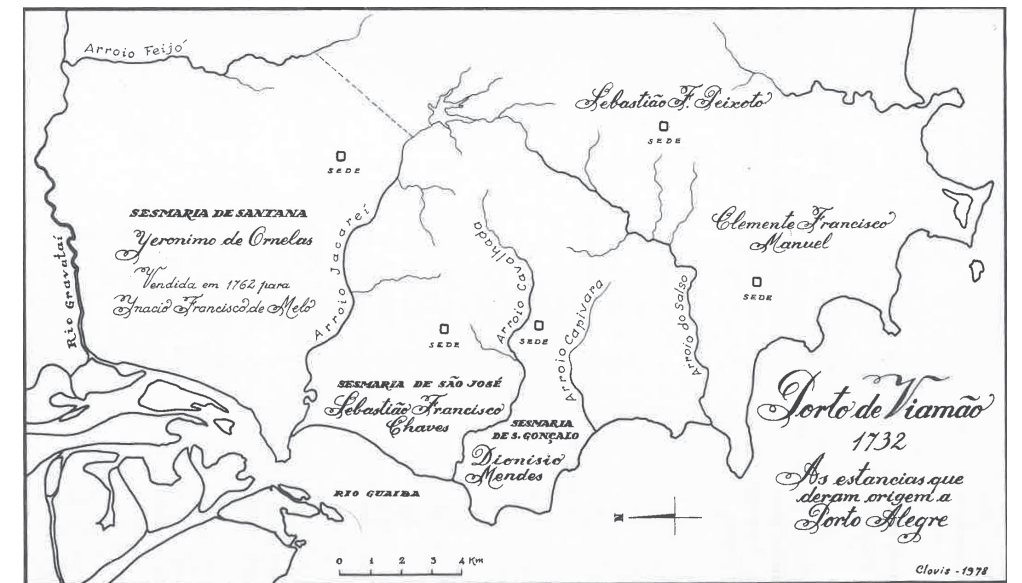 Arroio Feijó
Sebastião F. Peixoto
SEDE
SEDE
SESMARIA DE SANTANA
Yeronimo de Ornelas
Vendida em 1762 para
Ynacio Francisco de Melo
Rio Gravataí
Arroio Jacareí
Arroio Cavalhada
Clemente Francisco
Manuel
SEDE
Arroio do Salso
Arroio Capivara
SEDE
SEDE
SESMARIA DE SÃO JOSÉ
Sebastião Francisco
Chaves
SESMARIA
DE S. GONÇALO
Dionisio
Mendes
Porto de Viamão
1732
As estancias que
deram origem a
Porto Alegre
RIO GUAIBA
N
0 1 2 3 4 Km
Clovis - 1978